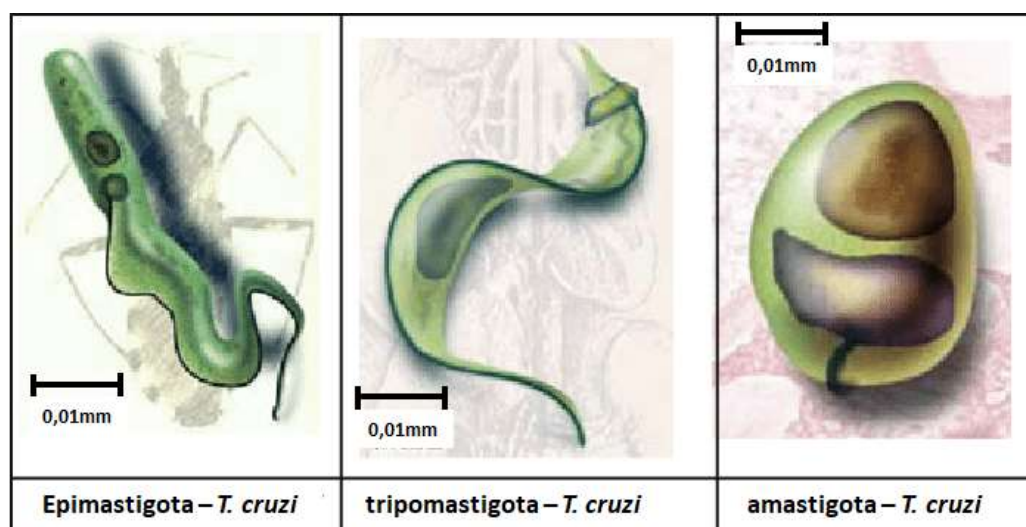 0,01mm
0,01mm
0,01mm
Epimastigota – T. cruzi
tripomastigota – T. cruzi
amastigota – T. cruzi